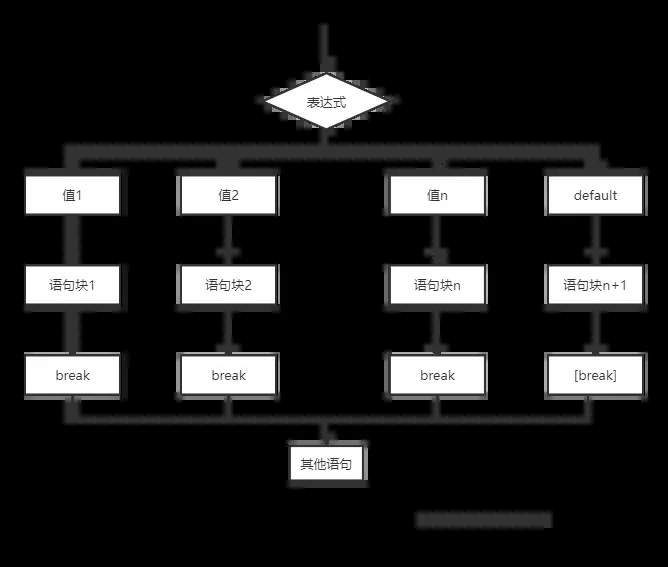 表达式
值1
值2
值n
default
语句块1
语句块2
语句块n
语句块n+1
break
break
break
[break]
其他语句